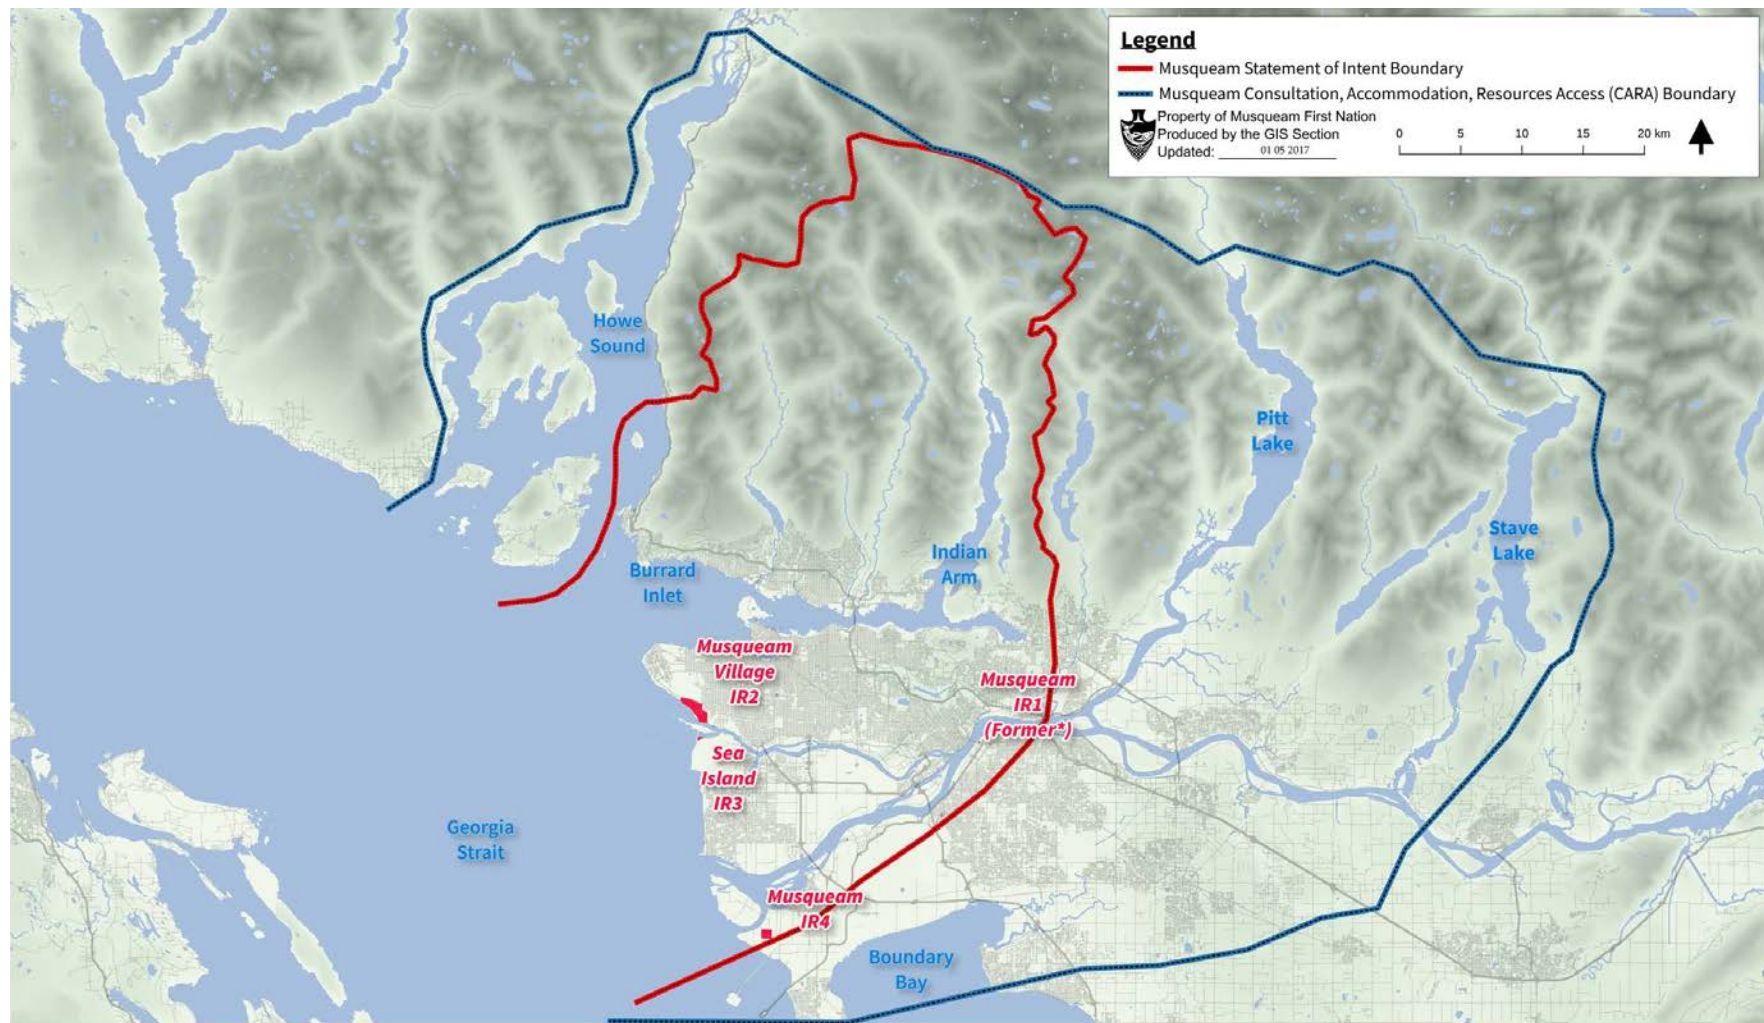 Legend
Musqueam Statement of Intent Boundary
Musqueam Consultation, Accommodation, Resources Access (CARA) Boundary
Property of Musqueam First Nation
Produced by the GIS Section
Updated: 01 05 2017
0 5 10 15 20 km
Howe
Sound
Pitt
Lake
Stave
Lake
Indian
Arm
Burrard
Inlet
Musqueam
Village
IR2
Musqueam
IR1
(Former*)
Sea
Island
IR3
Georgia
Strait
Musqueam
IR4
Boundary
Bay